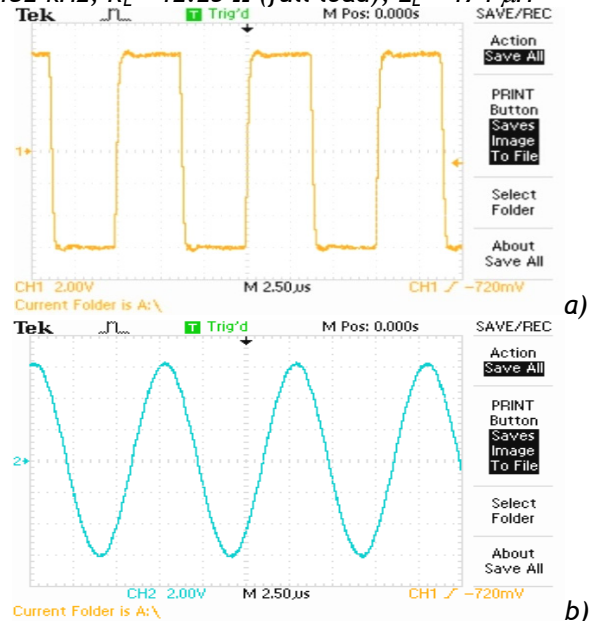 Tek Trig'd M Pos: 0.000s SAVE/REC
Action
Save All
PRINT
Button
Saves
Image
To File
Select
Folder
About
Save All
1
CH1 2.00V M 2.50µs CH1 -720mV
Current Folder is A:\
a)
Tek Trig'd M Pos: 0.000s SAVE/REC
Action
Save All
PRINT
Button
Saves
Image
To File
Select
Folder
About
Save All
2
CH2 2.00V M 2.50µs CH1 -720mV
Current Folder is A:\
b)